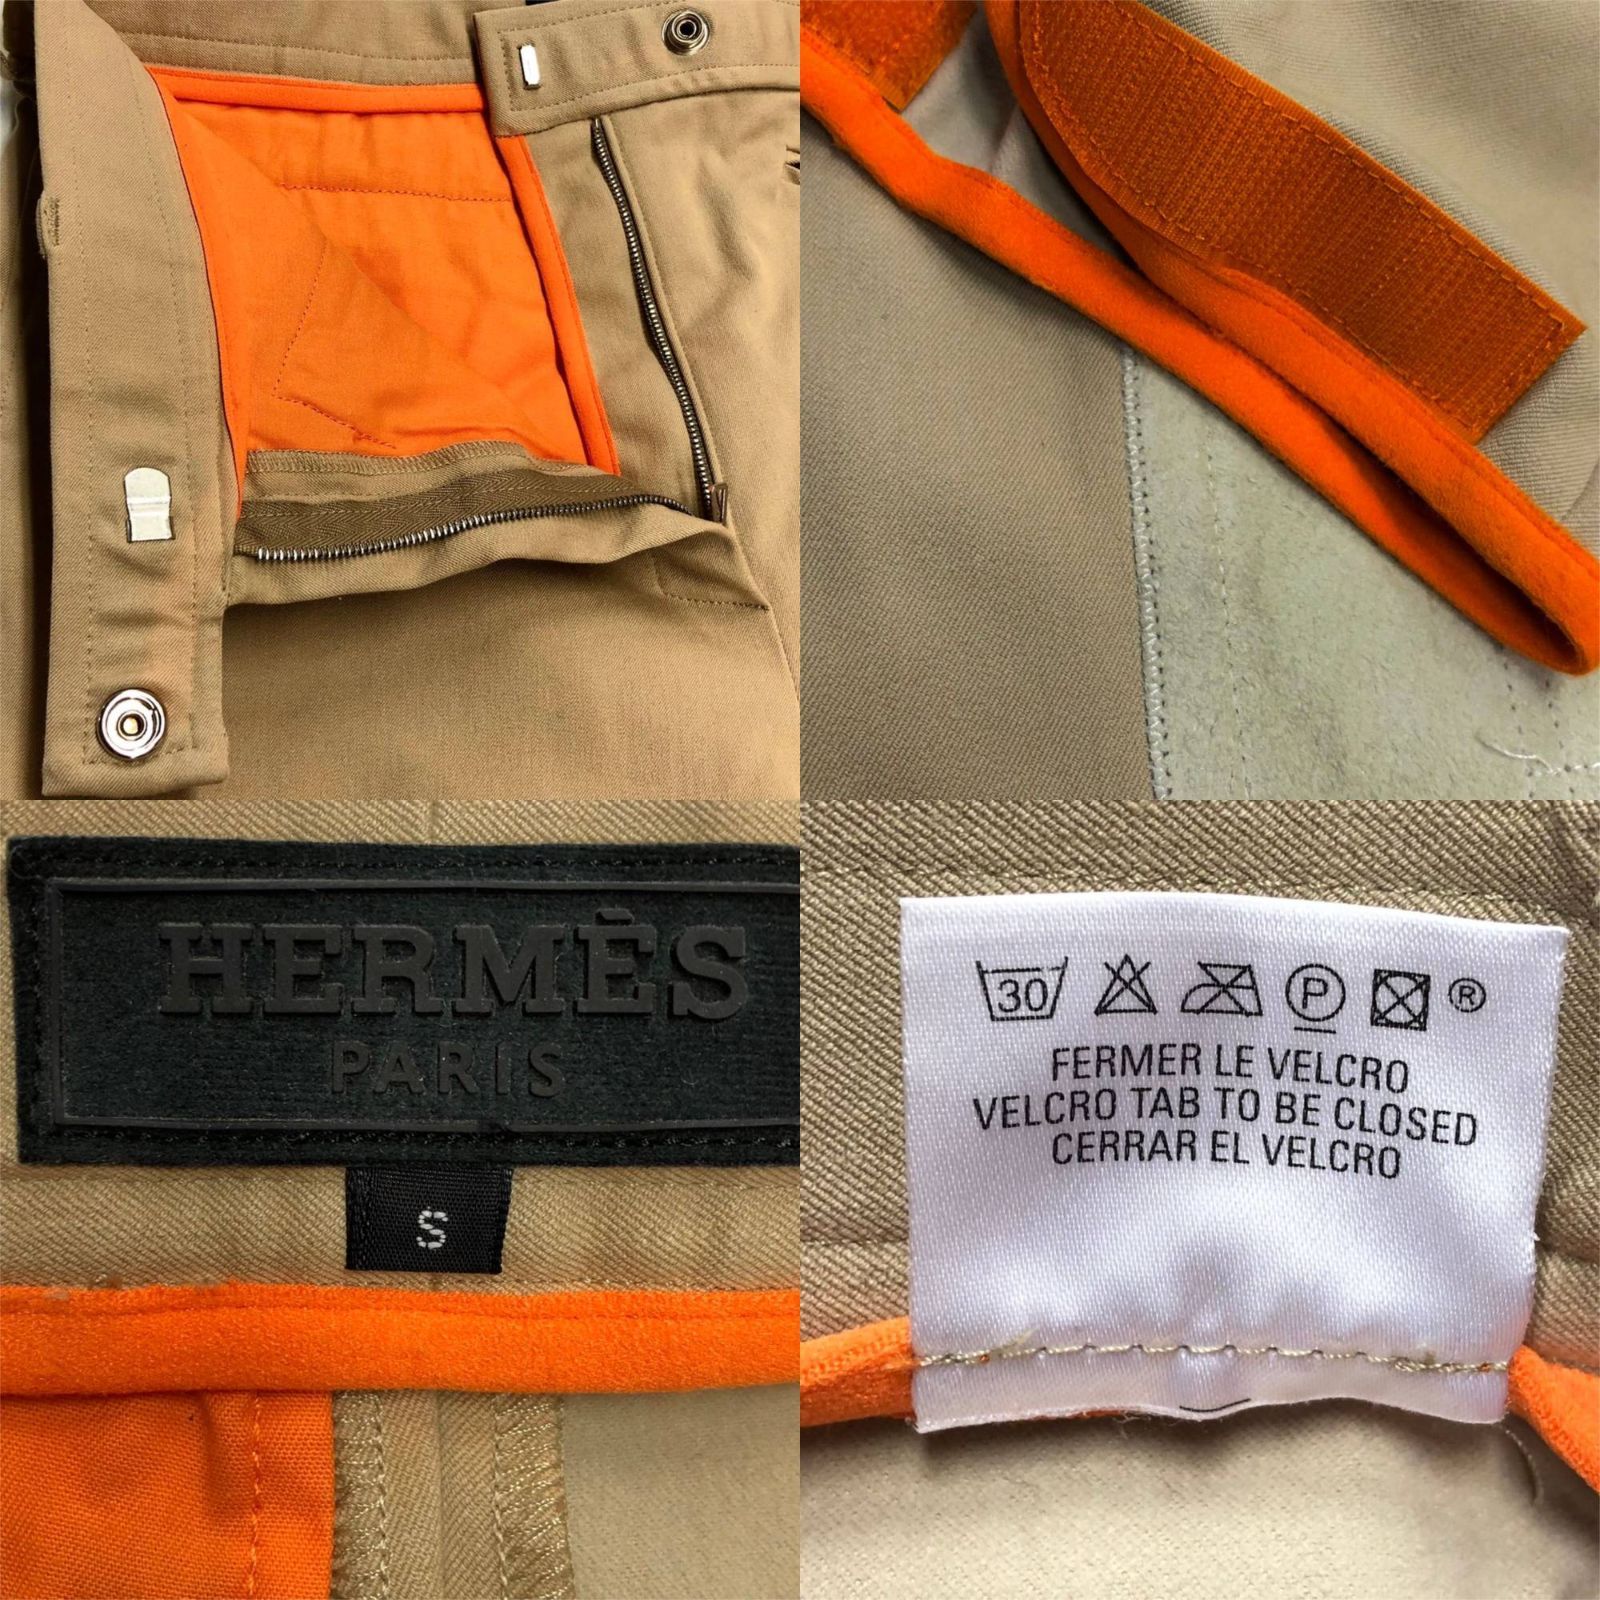 HERMÈS
PARIS
S
30 P ®
FERMER LE VELCRO
VELCRO TAB TO BE CLOSED
CERRAR EL VELCRO